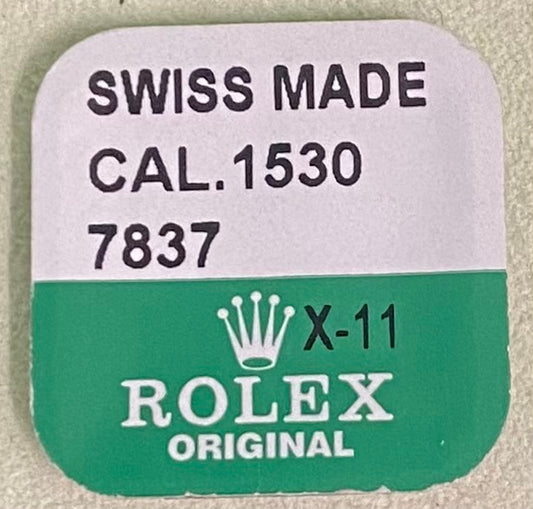 SWISS MADE
CAL.1530
7837
X-11
ROLEX
ORIGINAL